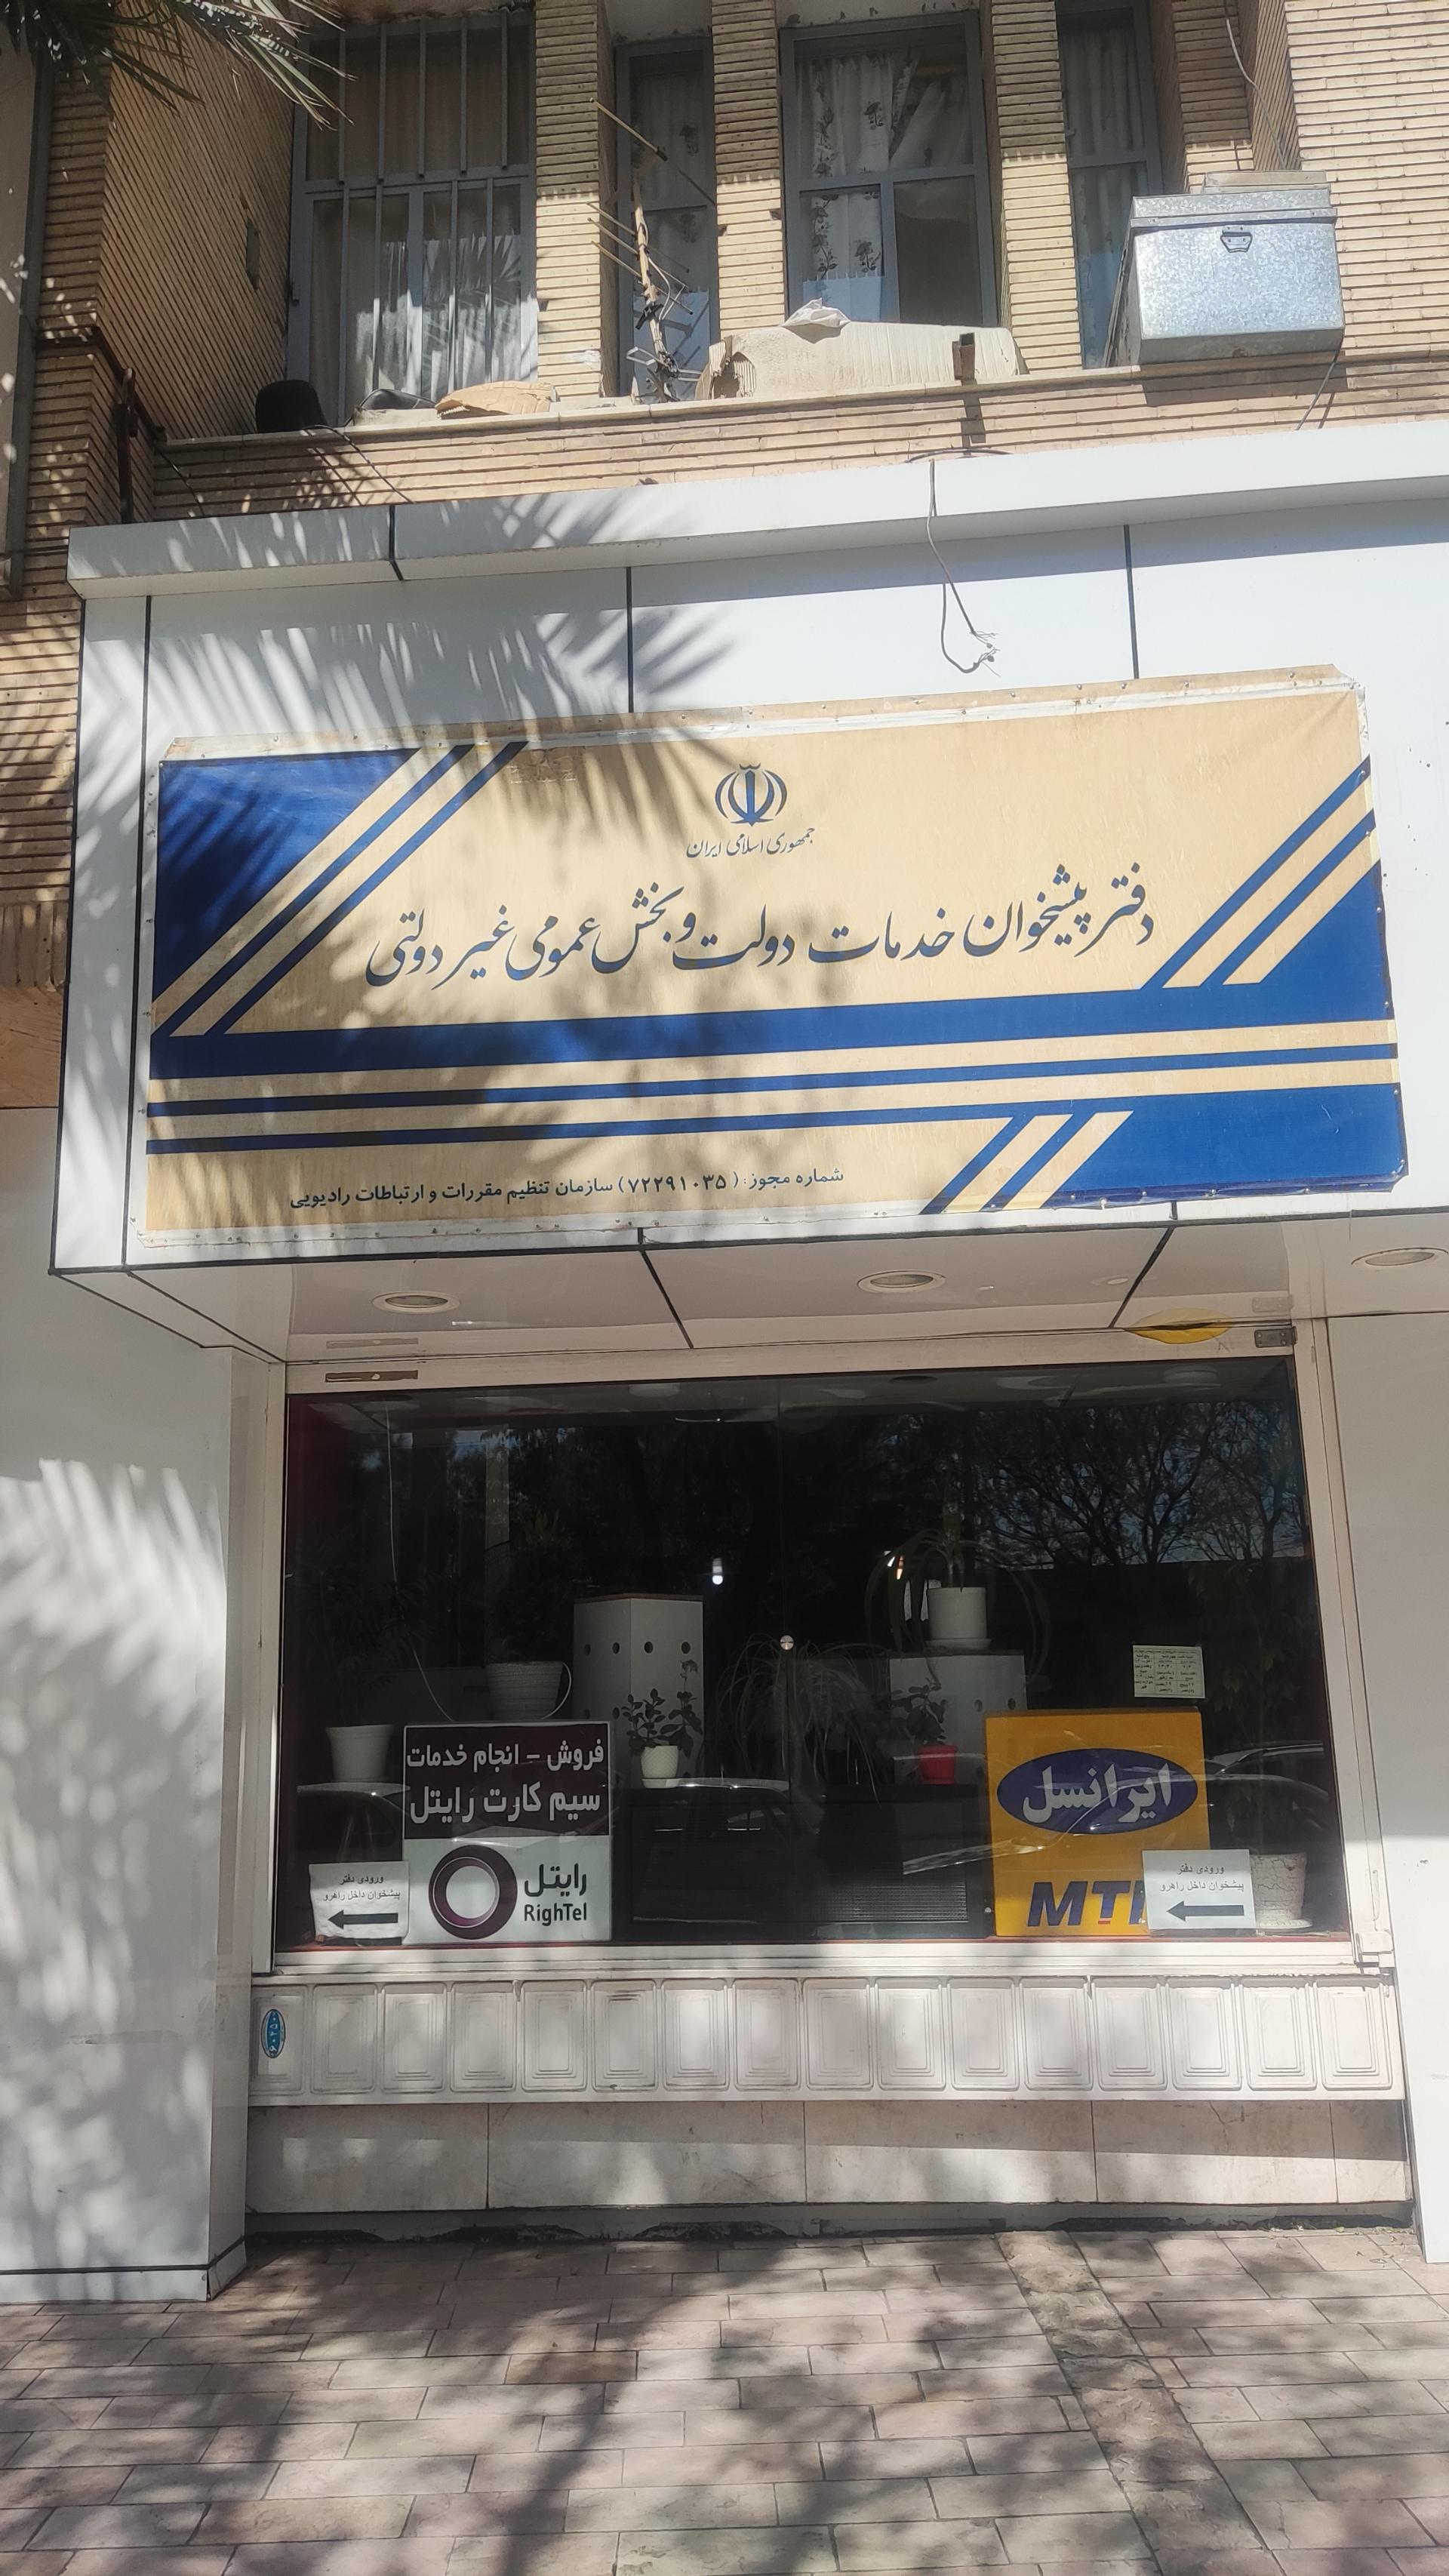 جمهوری اسلامی ایران
دفتر پیشخوان خدمات دولت و بخش عمومی غیر دولتی
شماره مجوز: (۷۲۲۹۱۰۳۵) سازمان تنظیم مقررات و ارتباطات رادیویی
فروش - انجام خدمات
سیم کارت رایتل
رایتل
RighTel
ورودی دفتر
پیشخوان داخل راهرو
ایرانسل
MT
ورودی دفتر
پیشخوان داخل راهرو